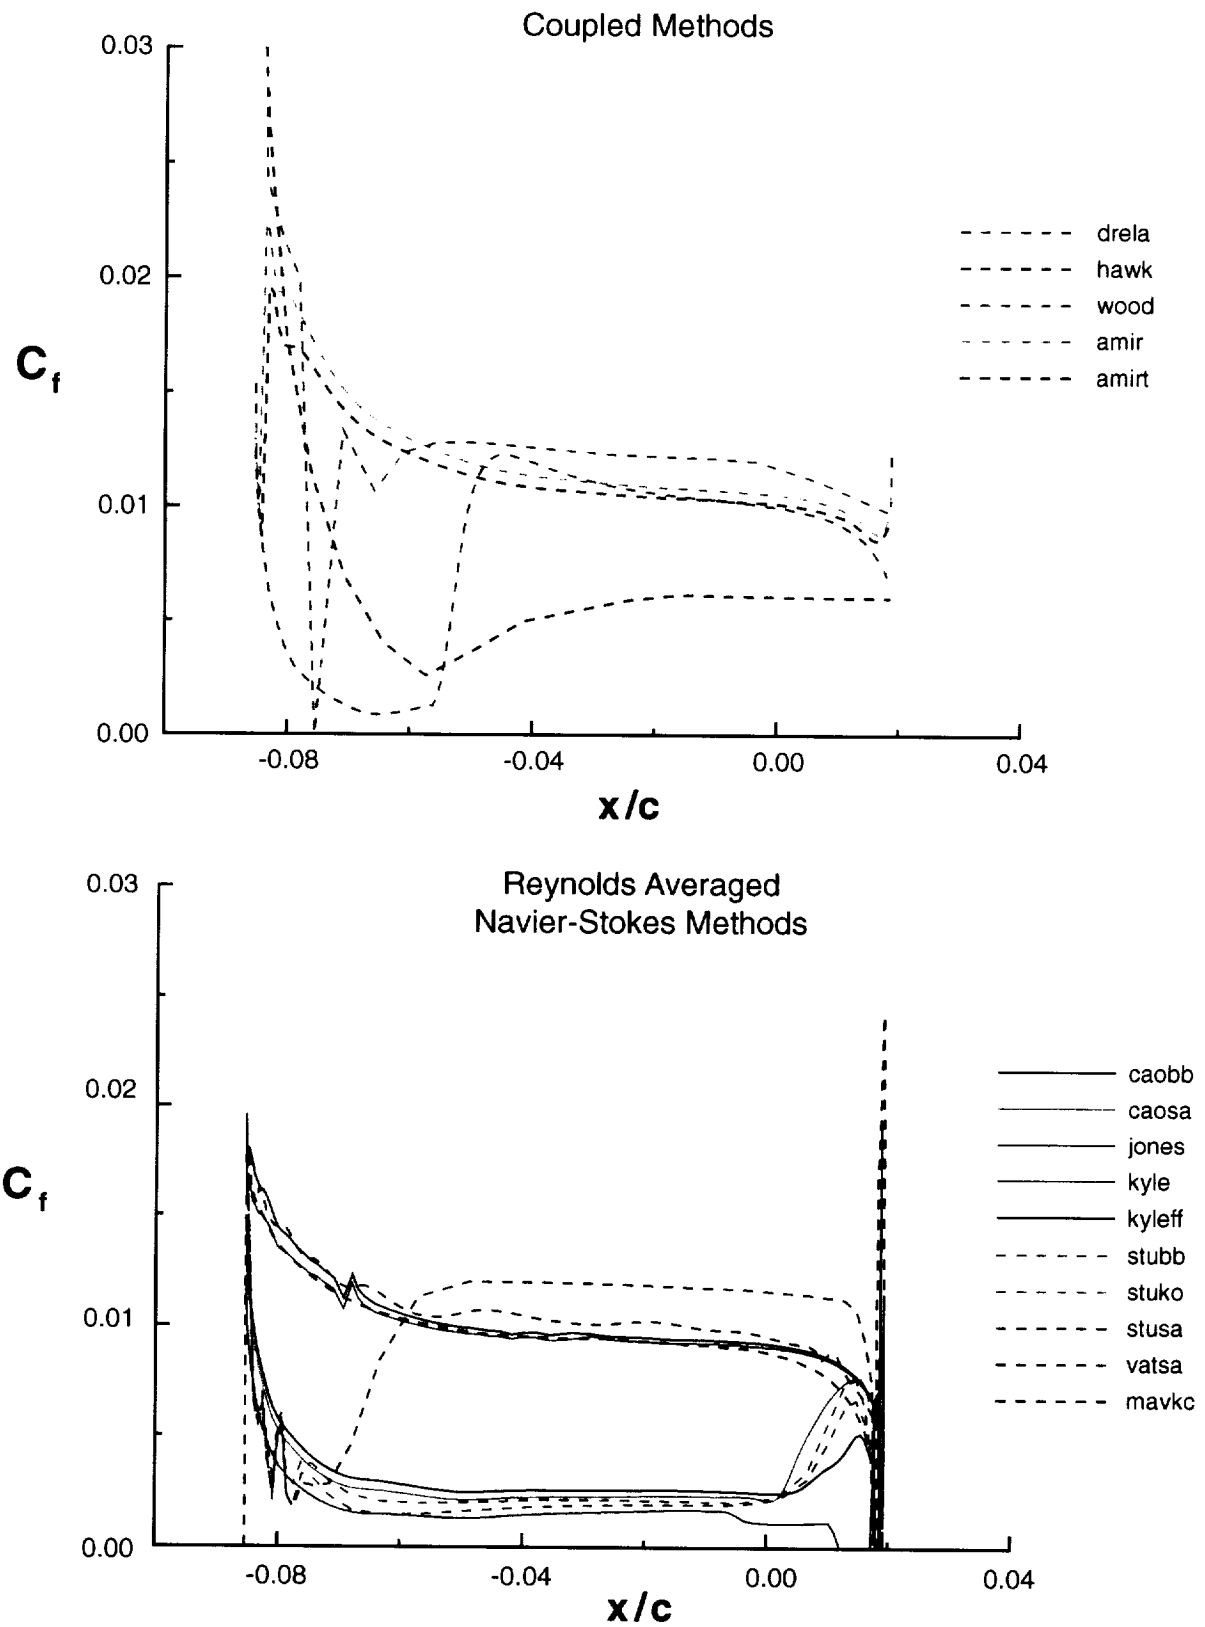 Coupled Methods
0.03
0.02
0.01
0.00
C f
-0.08
-0.04
0.00
0.04
x/c
drela
hawk
wood
amir
amirt
Reynolds Averaged
Navier-Stokes Methods
0.03
0.02
0.01
0.00
C f
-0.08
-0.04
0.00
0.04
x/c
caobb
caosa
jones
kyle
kyleff
stubb
stuko
stusa
vatsa
mavkc